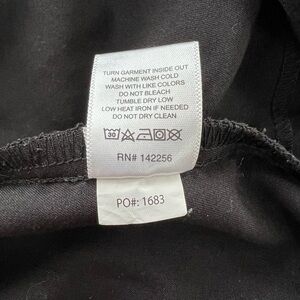 TURN GARMENT INSIDE OUT
MACHINE WASH COLD
WASH WITH LIKE COLORS
DO NOT BLEACH
TUMBLE DRY LOW
LOW HEAT IRON IF NEEDED
DO NOT DRY CLEAN
RN# 142256
PO#: 1683